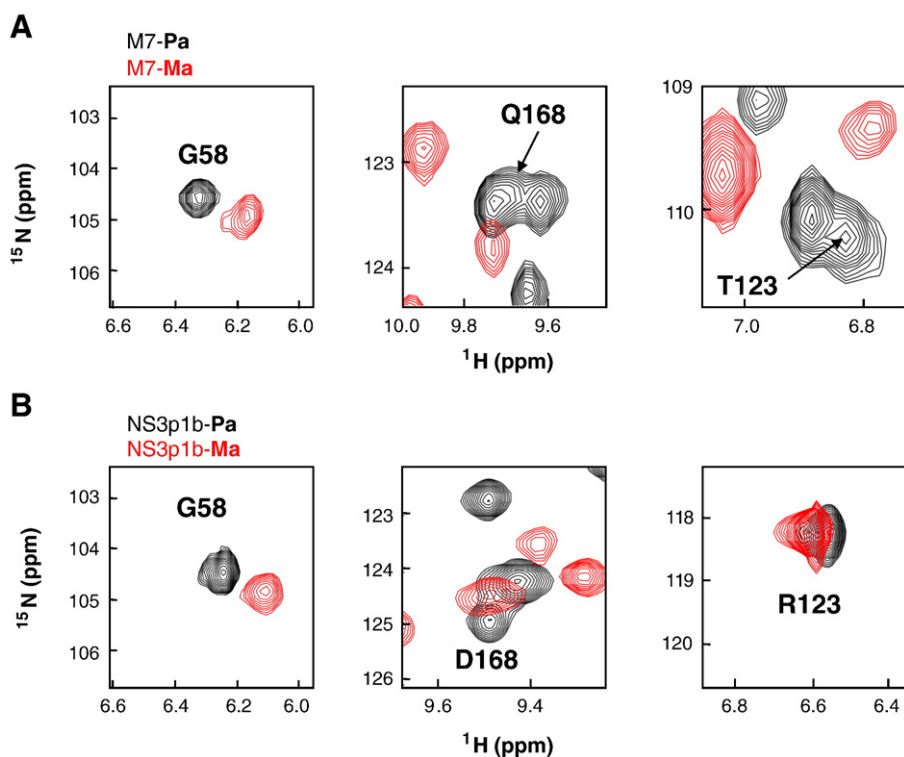 A
M7-Pa
M7-Ma
103
104
105
106
G58
6.6 6.4 6.2 6.0
15N (ppm)
123
124
Q168
10.0 9.8 9.6
1H (ppm)
109
110
T123
7.0 6.8
B
NS3p1b-Pa
NS3p1b-Ma
103
104
105
106
G58
6.6 6.4 6.2 6.0
15N (ppm)
123
124
125
126
D168
9.6 9.4
1H (ppm)
118
119
120
R123
6.8 6.6 6.4